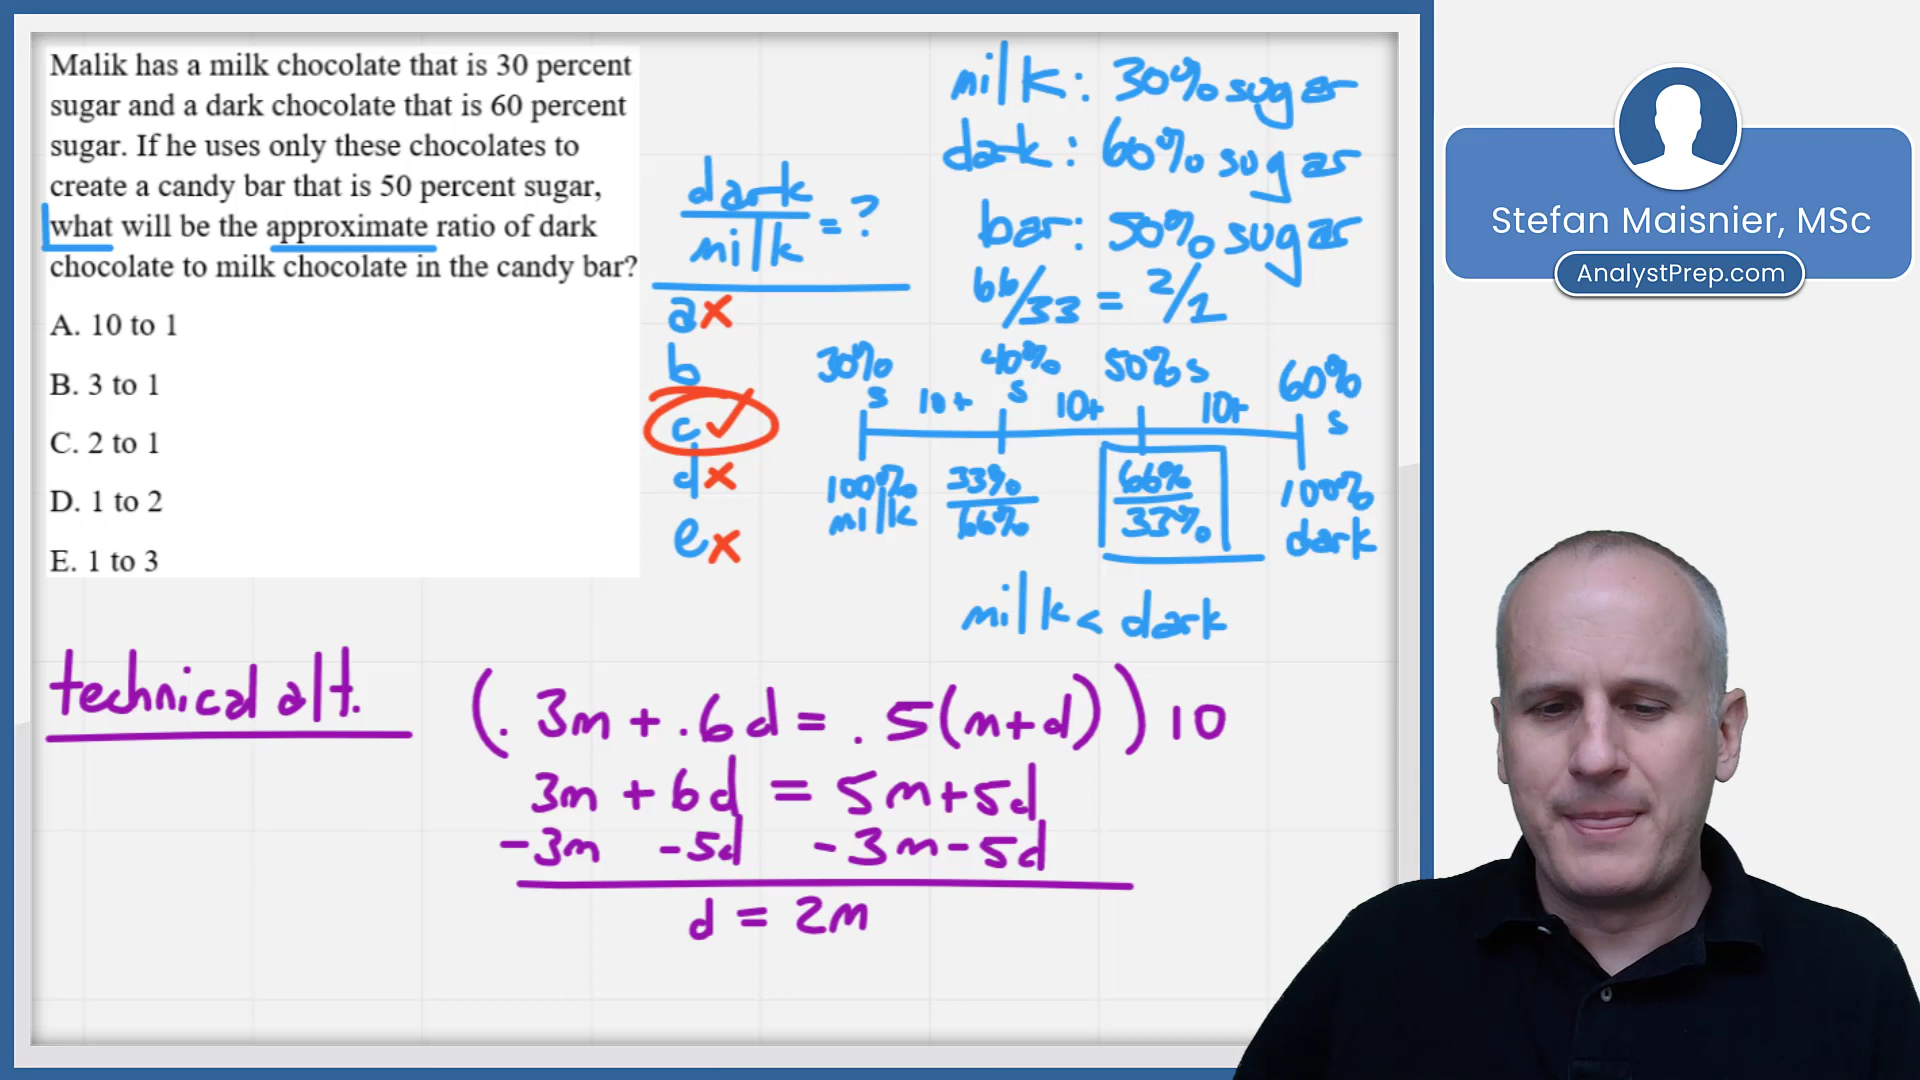 Malik has a milk chocolate that is 30 percent
sugar and a dark chocolate that is 60 percent
sugar. If he uses only these chocolates to
create a candy bar that is 50 percent sugar,
what will be the approximate ratio of dark
chocolate to milk chocolate in the candy bar?
A. 10 to 1
B. 3 to 1
C. 2 to 1
D. 1 to 2
E. 1 to 3
dark
milk
= ?
a x
b
c ✓
d x
e x
milk: 30% sugar
dark: 60% sugar
bar: 50% sugar
66/33 = 2/1
30% s 40% s 50% s 60% s
10+ 10+ 10+
100% milk
33%
66%
66%
33%
100% dark
milk < dark
technical alt.
(.3m + .6d = .5(m+d))10
3m + 6d = 5m+5d
-3m -5d -3m-5d
d = 2m
Stefan Maisnier, MSc
AnalystPrep.com